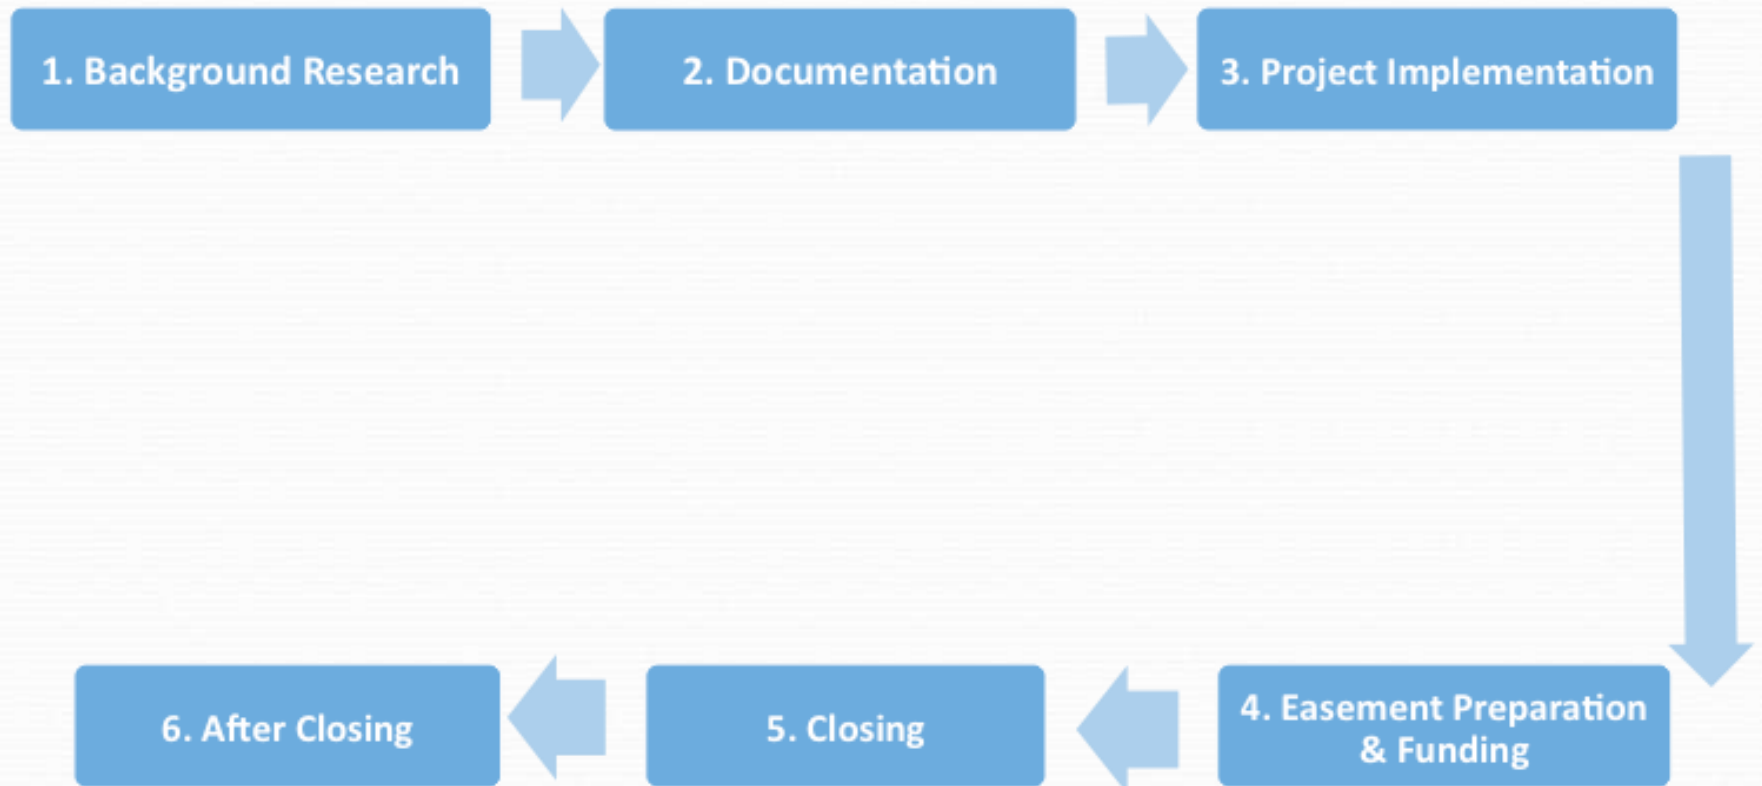 1. Background Research
2. Documentation
3. Project Implementation
4. Easement Preparation
& Funding
5. Closing
6. After Closing